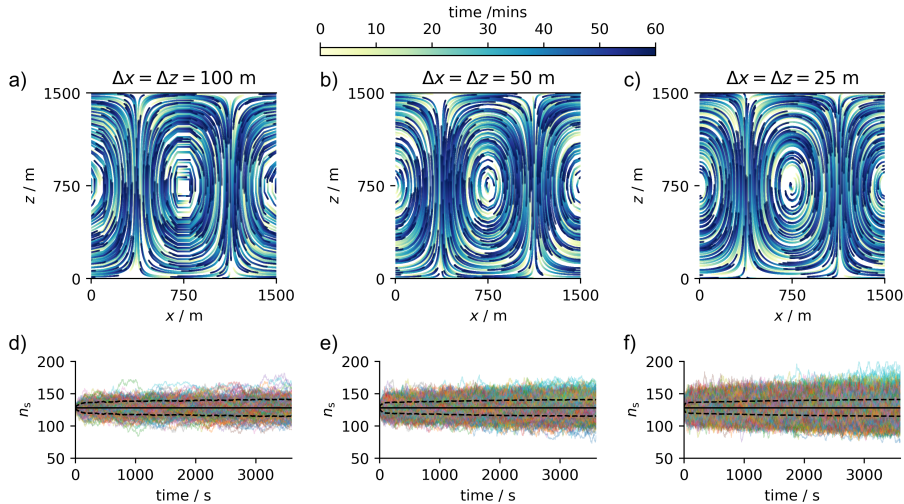 time /mins
0 10 20 30 40 50 60
a) Δx = Δz = 100 m b) Δx = Δz = 50 m c) Δx = Δz = 25 m
1500 1500 1500
z / m z / m z / m
750 750 750
0 0 0
0 750 1500 0 750 1500 0 750 1500
x / m x / m x / m
d) e) f)
200 200 200
150 150 150
nₛ nₛ nₛ
100 100 100
50 50 50
0 1000 2000 3000 0 1000 2000 3000 0 1000 2000 3000
time / s time / s time / s